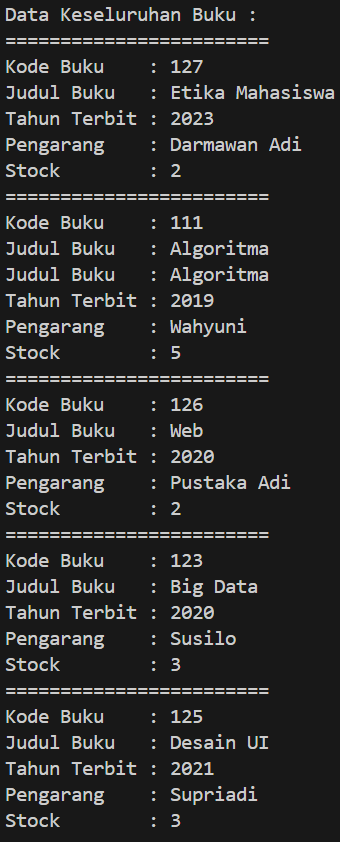 Data Keseluruhan Buku :
========================
Kode Buku    : 127
Judul Buku   : Etika Mahasiswa
Tahun Terbit : 2023
Pengarang    : Darmawan Adi
Stock        : 2
========================
Kode Buku    : 111
Judul Buku   : Algoritma
Judul Buku   : Algoritma
Tahun Terbit : 2019
Pengarang    : Wahyuni
Stock        : 5
========================
Kode Buku    : 126
Judul Buku   : Web
Tahun Terbit : 2020
Pengarang    : Pustaka Adi
Stock        : 2
========================
Kode Buku    : 123
Judul Buku   : Big Data
Tahun Terbit : 2020
Pengarang    : Susilo
Stock        : 3
========================
Kode Buku    : 125
Judul Buku   : Desain UI
Tahun Terbit : 2021
Pengarang    : Supriadi
Stock        : 3